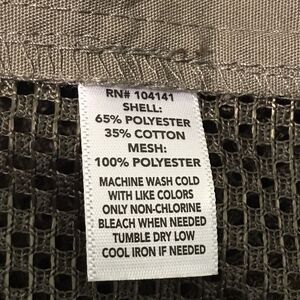 RN# 104141
SHELL:
65% POLYESTER
35% COTTON
MESH:
100% POLYESTER
MACHINE WASH COLD
WITH LIKE COLORS
ONLY NON-CHLORINE
BLEACH WHEN NEEDED
TUMBLE DRY LOW
COOL IRON IF NEEDED